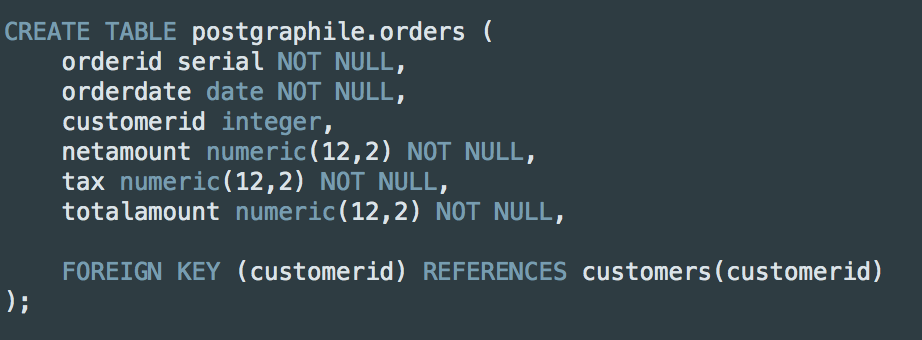 CREATE TABLE postgraphile.orders (
    orderid serial NOT NULL,
    orderdate date NOT NULL,
    customerid integer,
    netamount numeric(12,2) NOT NULL,
    tax numeric(12,2) NOT NULL,
    totalamount numeric(12,2) NOT NULL,

    FOREIGN KEY (customerid) REFERENCES customers(customerid)
);